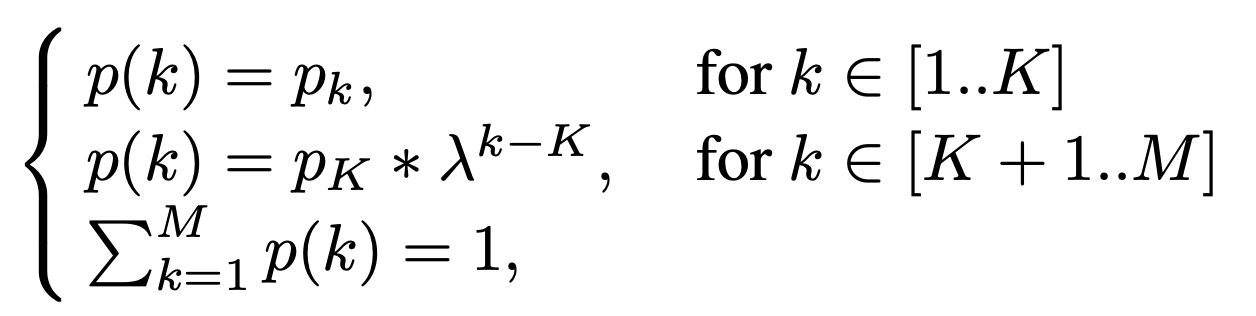 p(k) = p_k, for k ∈ [1..K]
p(k) = p_K * λ^{k−K}, for k ∈ [K + 1..M]
∑_{k=1}^{M} p(k) = 1,